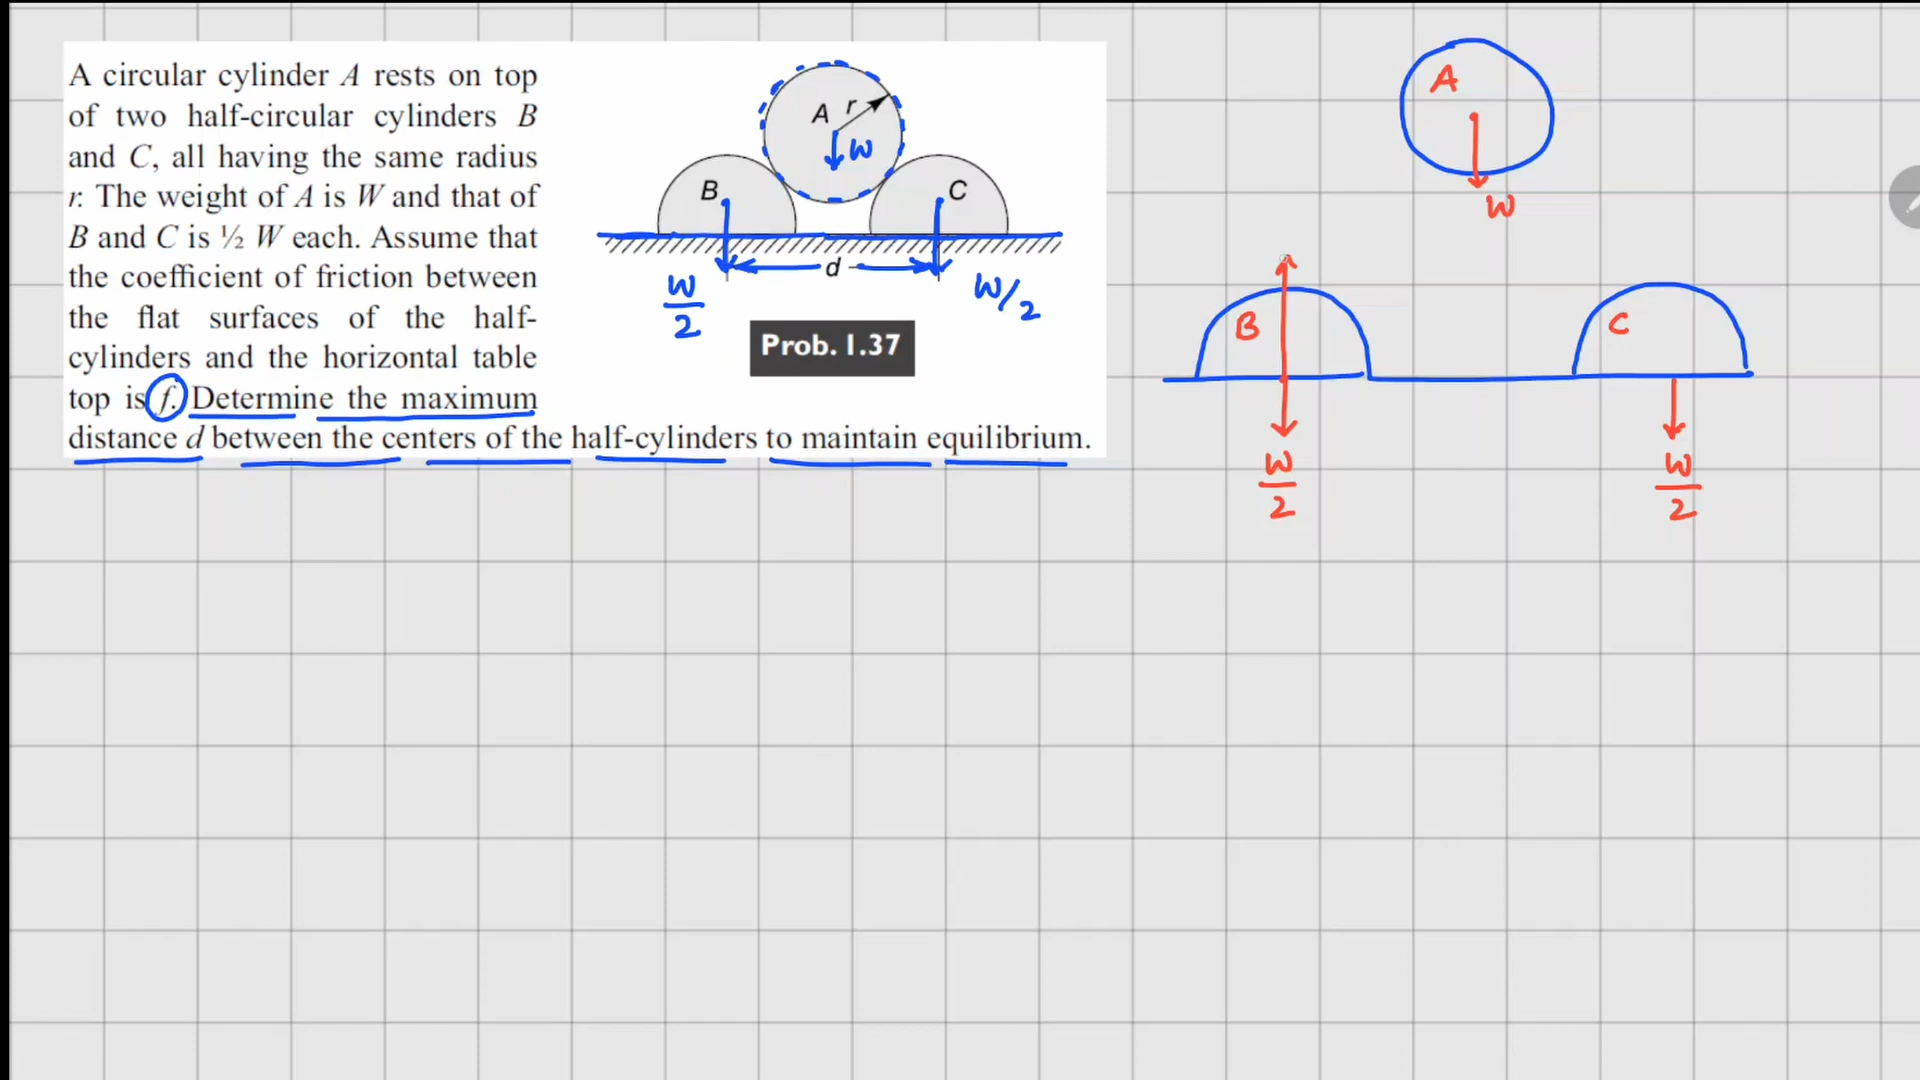 A circular cylinder A rests on top
of two half-circular cylinders B
and C, all having the same radius
r. The weight of A is W and that of
B and C is ½ W each. Assume that
the coefficient of friction between
the flat surfaces of the half-
cylinders and the horizontal table
top is f. Determine the maximum
distance d between the centers of the half-cylinders to maintain equilibrium.
A r
W
B
C
d
W/2
W/2
Prob. 1.37
A
W
B
C
W/2
W/2